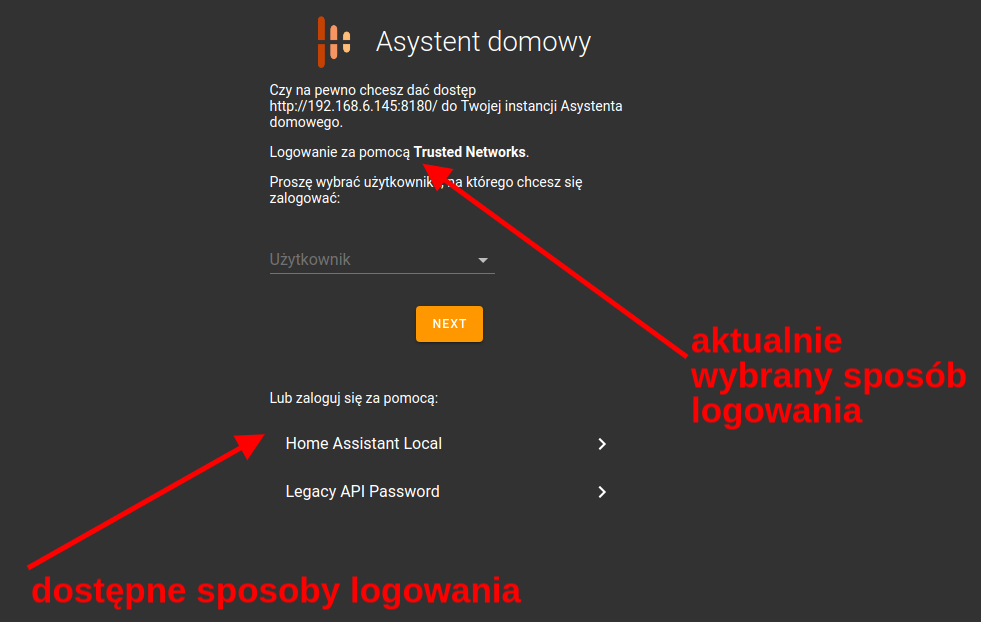 Asystent domowy
Czy na pewno chcesz dać dostęp
http://192.168.6.145:8180/ do Twojej instancji Asystenta
domowego.
Logowanie za pomocą Trusted Networks.
Proszę wybrać użytkownika, na którego chcesz się
zalogować:
Użytkownik
NEXT
aktualnie
wybrany sposób
logowania
Lub zaloguj się za pomocą:
Home Assistant Local
Legacy API Password
dostępne sposoby logowania